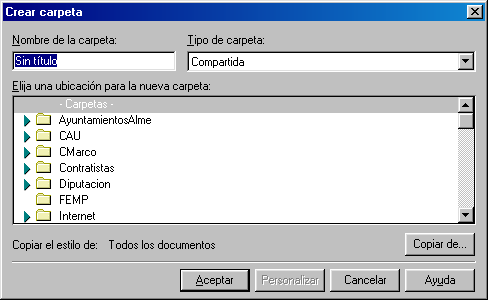 Crear carpeta
Nombre de la carpeta: Tipo de carpeta:
Sin título Compartida
Elija una ubicación para la nueva carpeta:
- Carpetas -
AyuntamientosAlme
CAU
CMarco
Contratistas
Diputacion
FEMP
Internet
Copiar el estilo de: Todos los documentos Copiar de...
Aceptar Personalizar Cancelar Ayuda